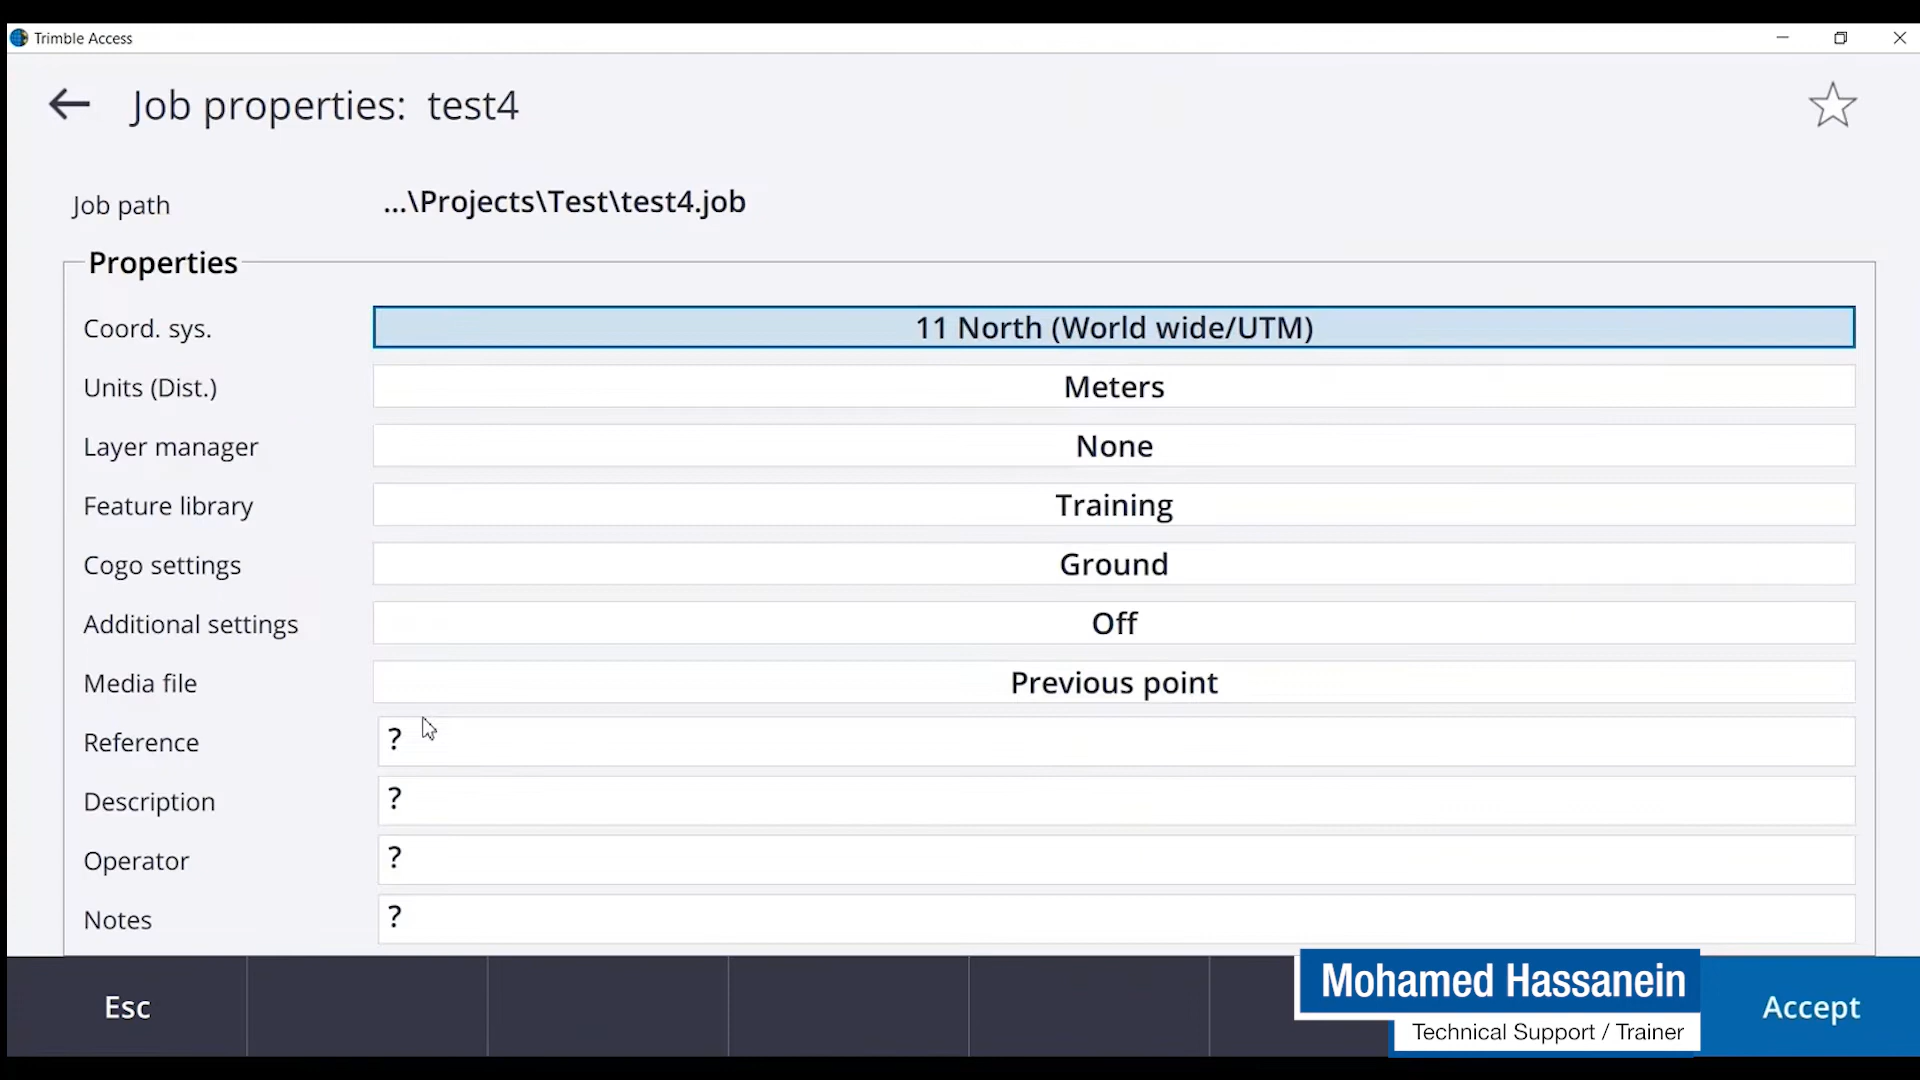 Trimble Access
Job properties: test4
Job path ...\Projects\Test\test4.job
Properties
Coord. sys. 11 North (World wide/UTM)
Units (Dist.) Meters
Layer manager None
Feature library Training
Cogo settings Ground
Additional settings Off
Media file Previous point
Reference ?
Description ?
Operator ?
Notes ?
Esc
Mohamed Hassanein
Technical Support / Trainer
Accept